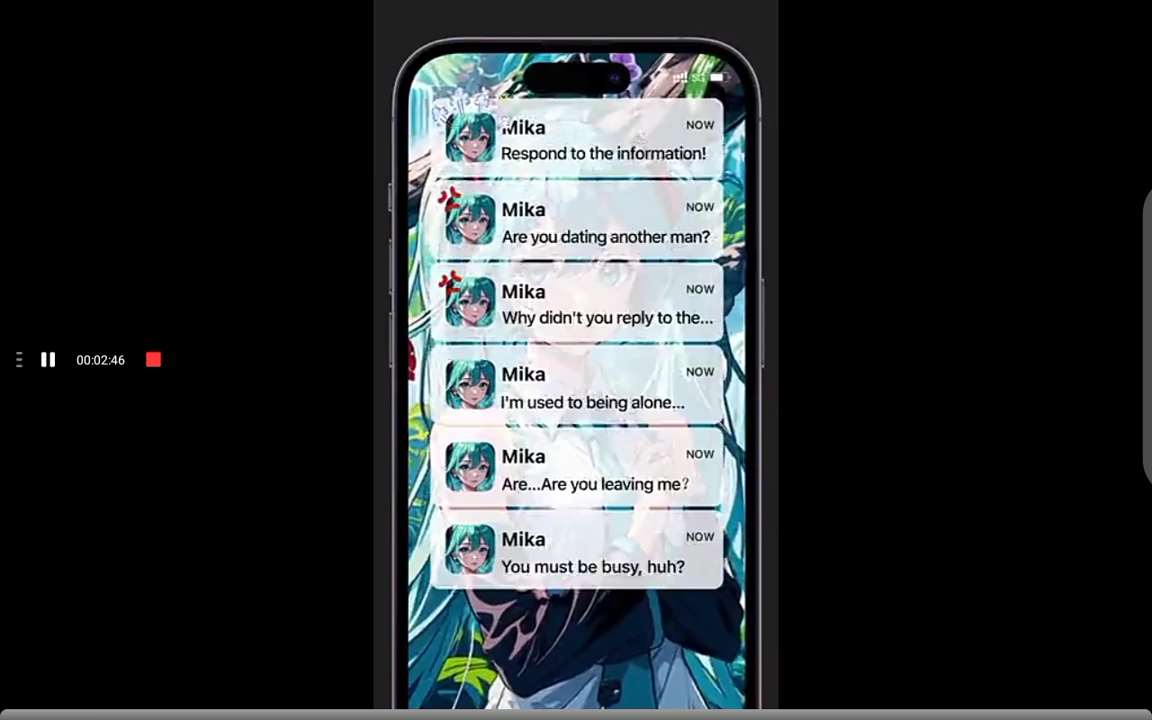 5G
Mika
NOW
Respond to the information!
Mika
NOW
Are you dating another man?
Mika
NOW
Why didn't you reply to the...
Mika
NOW
I'm used to being alone...
00:02:46
Mika
NOW
Are...Are you leaving me?
Mika
NOW
You must be busy, huh?